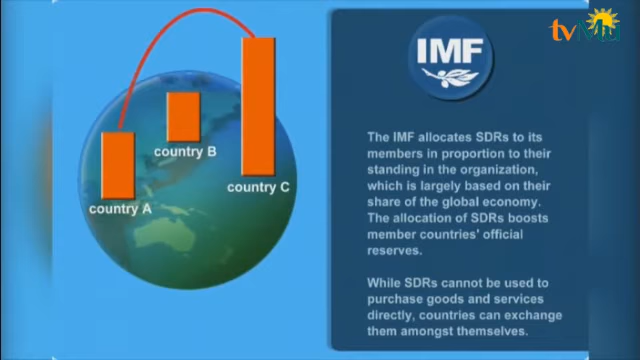 tvMu
IMF
country B
country C
country A
The IMF allocates SDRs to its
members in proportion to their
standing in the organization,
which is largely based on their
share of the global economy.
The allocation of SDRs boosts
member countries' official
reserves.
While SDRs cannot be used to
purchase goods and services
directly, countries can exchange
them amongst themselves.